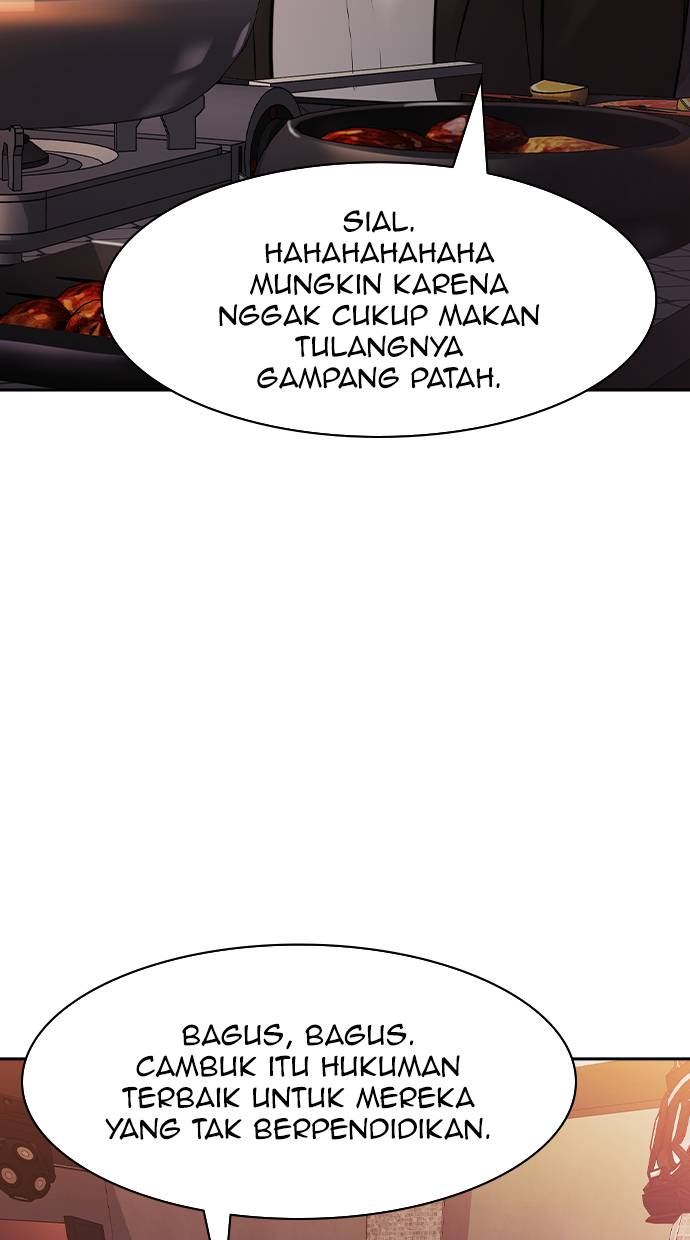 SIAL.
HAHAHAHAHAHA
MUNGKIN KARENA
NGGAK CUKUP MAKAN
TULANGNYA
GAMPANG PATAH.
BAGUS, BAGUS.
CAMBUK ITU HUKUMAN
TERBAIK UNTUK MEREKA
YANG TAK BERPENDIDIKAN.